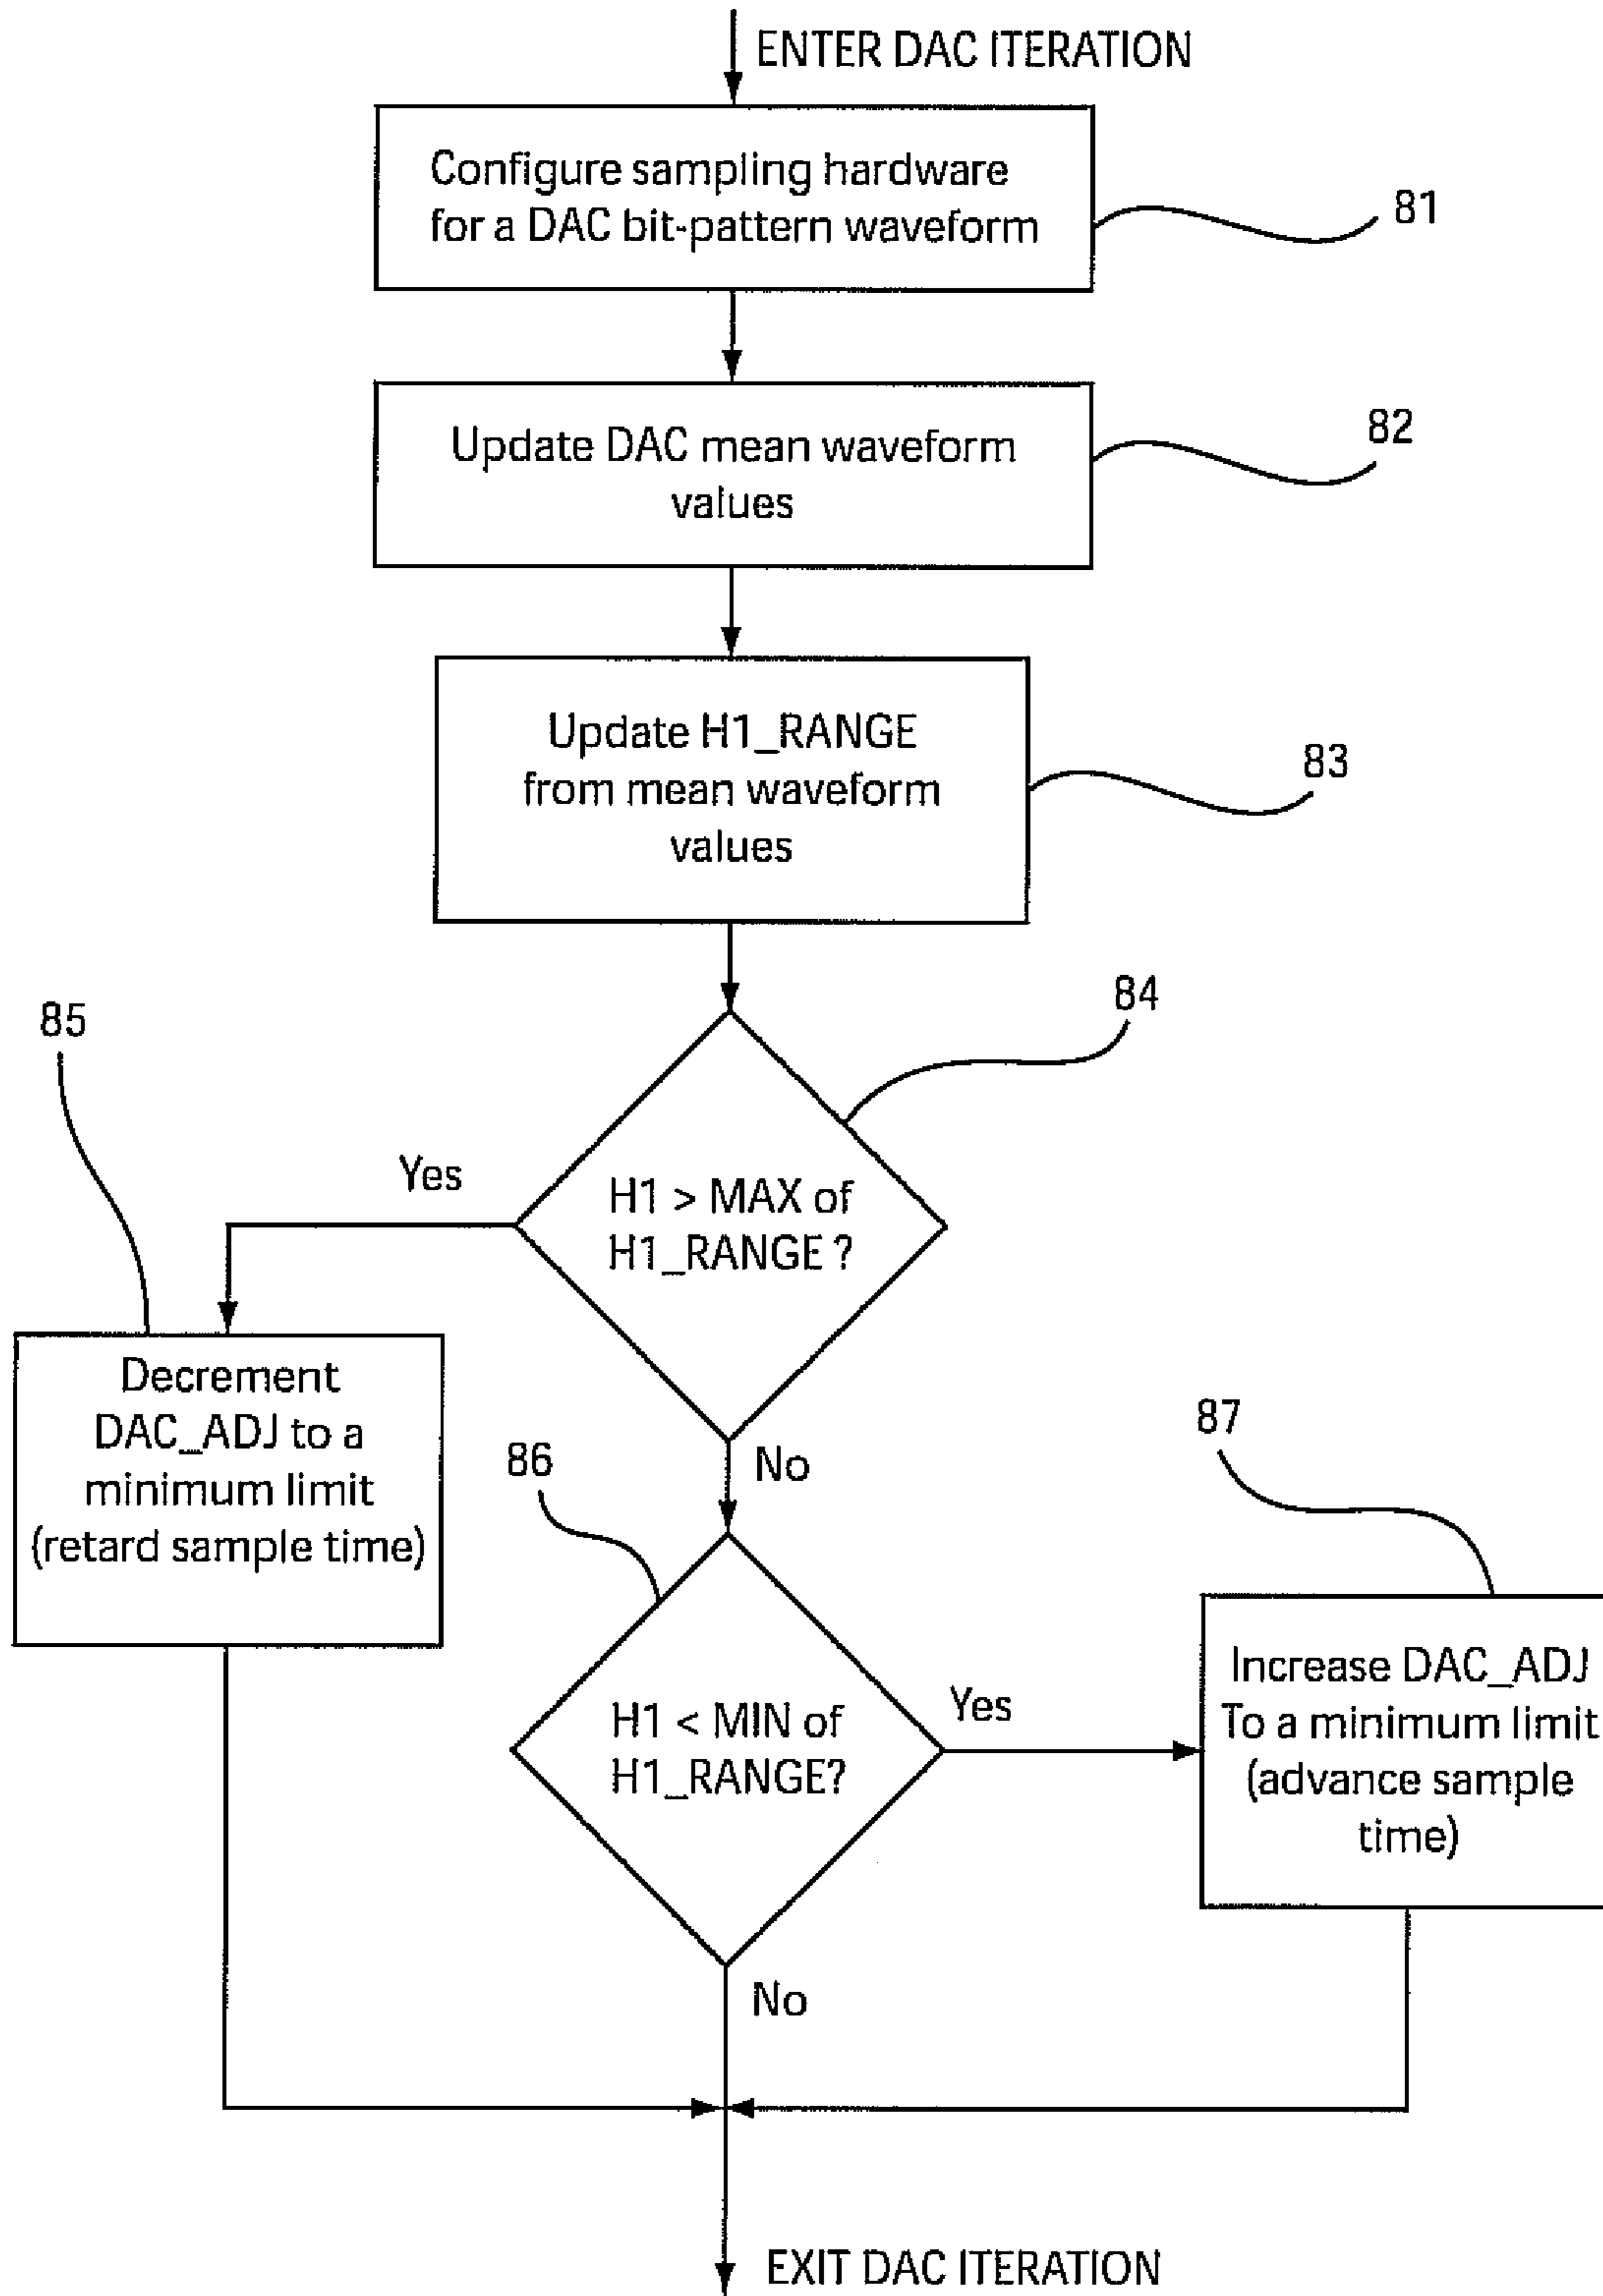 ENTER DAC ITERATION
Configure sampling hardware
for a DAC bit-pattern waveform
81
Update DAC mean waveform
values
82
Update H1_RANGE
from mean waveform
values
83
84
85
Yes
H1 > MAX of
H1_RANGE ?
Decrement
DAC_ADJ to a
minimum limit
(retard sample time)
No
86
87
H1 < MIN of
H1_RANGE?
Yes
Increase DAC_ADJ
To a minimum limit
(advance sample
time)
No
EXIT DAC ITERATION